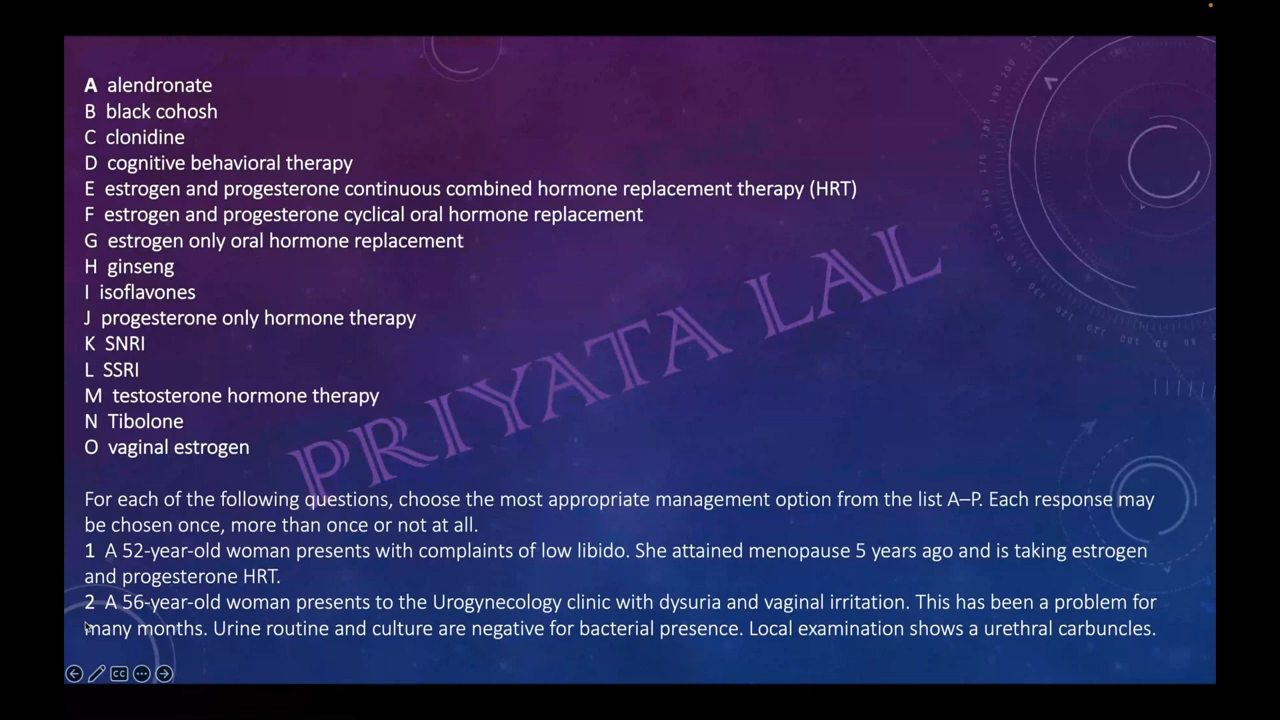 A alendronate
B black cohosh
C clonidine
D cognitive behavioral therapy
E estrogen and progesterone continuous combined hormone replacement therapy (HRT)
F estrogen and progesterone cyclical oral hormone replacement
G estrogen only oral hormone replacement
H ginseng
I isoflavones
J progesterone only hormone therapy
K SNRI
L SSRI
M testosterone hormone therapy
N Tibolone
O vaginal estrogen
PRIYATA LAL
For each of the following questions, choose the most appropriate management option from the list A–P. Each response may
be chosen once, more than once or not at all.
1 A 52-year-old woman presents with complaints of low libido. She attained menopause 5 years ago and is taking estrogen
and progesterone HRT.
2 A 56-year-old woman presents to the Urogynecology clinic with dysuria and vaginal irritation. This has been a problem for
many months. Urine routine and culture are negative for bacterial presence. Local examination shows a urethral carbuncles.
CC